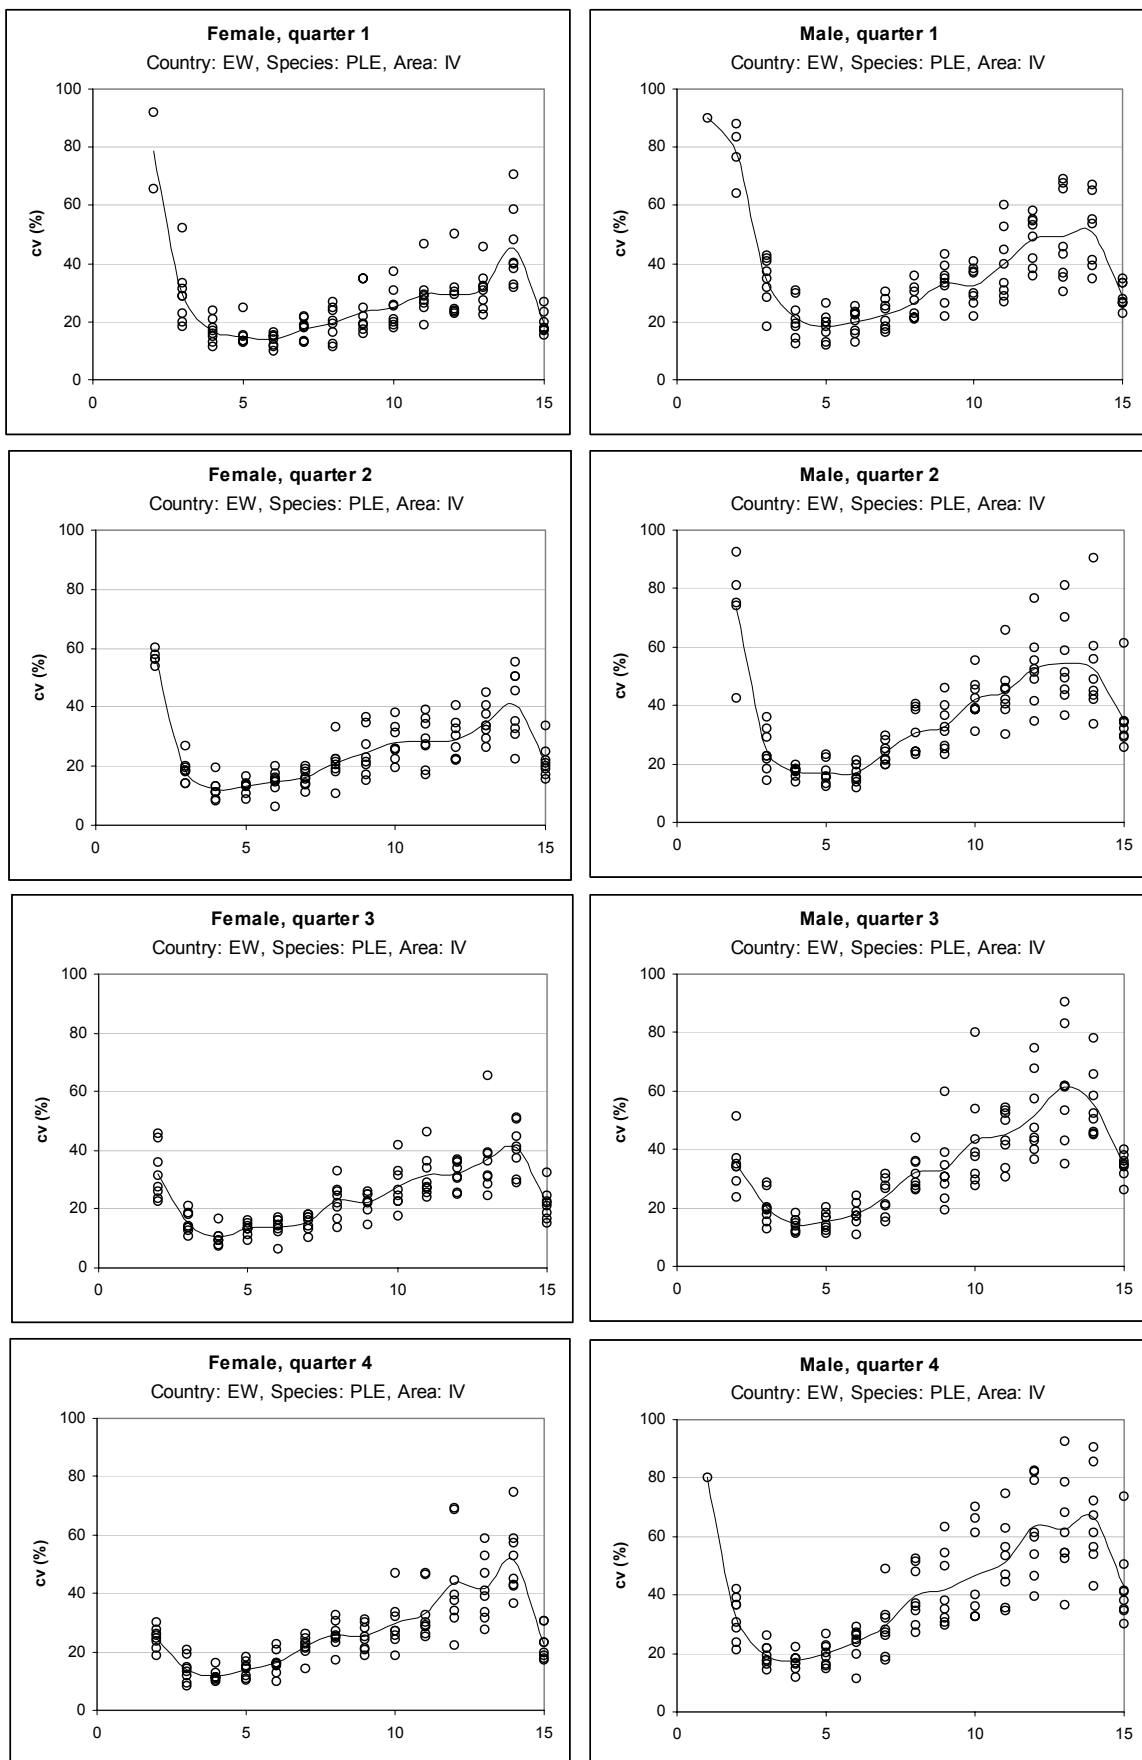 Female, quarter 1
Country: EW, Species: PLE, Area: IV
100
80
60
40
20
0
cv (%)
0 5 10 15
Male, quarter 1
Country: EW, Species: PLE, Area: IV
100
80
60
40
20
0
cv (%)
0 5 10 15
Female, quarter 2
Country: EW, Species: PLE, Area: IV
100
80
60
40
20
0
cv (%)
0 5 10 15
Male, quarter 2
Country: EW, Species: PLE, Area: IV
100
80
60
40
20
0
cv (%)
0 5 10 15
Female, quarter 3
Country: EW, Species: PLE, Area: IV
100
80
60
40
20
0
cv (%)
0 5 10 15
Male, quarter 3
Country: EW, Species: PLE, Area: IV
100
80
60
40
20
0
cv (%)
0 5 10 15
Female, quarter 4
Country: EW, Species: PLE, Area: IV
100
80
60
40
20
0
cv (%)
0 5 10 15
Male, quarter 4
Country: EW, Species: PLE, Area: IV
100
80
60
40
20
0
cv (%)
0 5 10 15